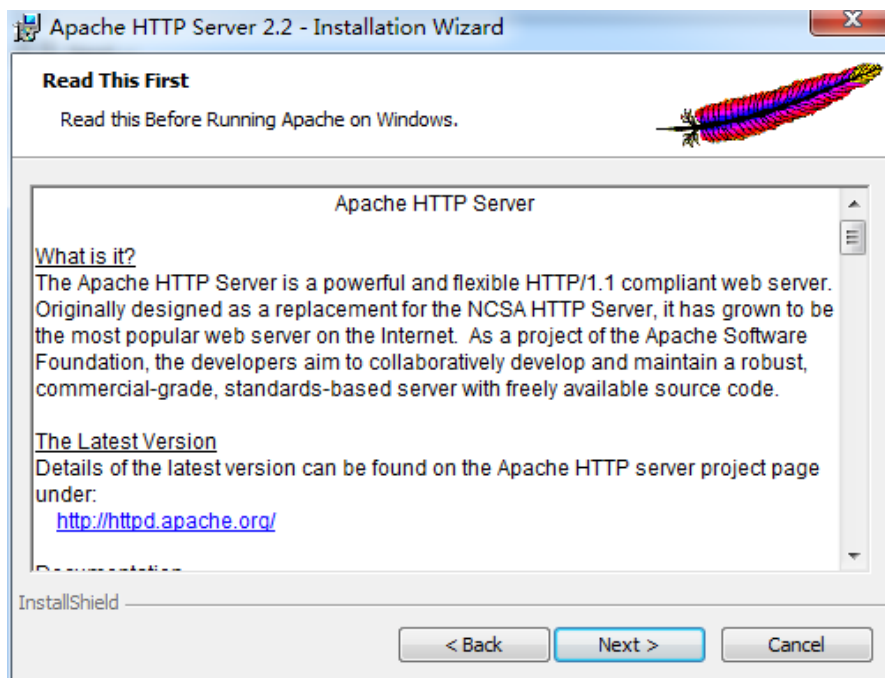 Apache HTTP Server 2.2 - Installation Wizard
Read This First
Read this Before Running Apache on Windows.
Apache HTTP Server
What is it?
The Apache HTTP Server is a powerful and flexible HTTP/1.1 compliant web server.
Originally designed as a replacement for the NCSA HTTP Server, it has grown to be
the most popular web server on the Internet.  As a project of the Apache Software
Foundation, the developers aim to collaboratively develop and maintain a robust,
commercial-grade, standards-based server with freely available source code.
The Latest Version
Details of the latest version can be found on the Apache HTTP server project page
under:
http://httpd.apache.org/
Documentation
InstallShield
< Back Next > Cancel